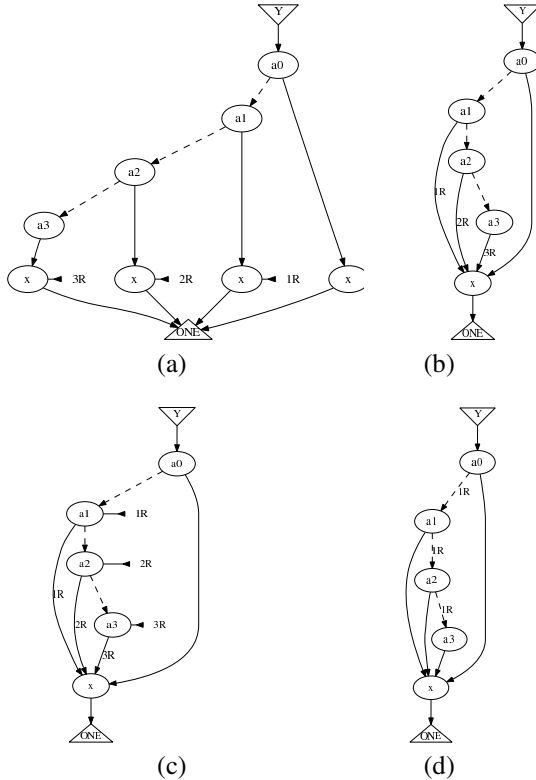 Y
a0
a1
a2
a3
x 3R x 2R x 1R x
ONE
(a)
Y
a0
a1
a2
1R
a3
2R
3R
x
ONE
(b)
Y
a0
a1 1R
a2 2R
1R
a3 3R
2R
3R
x
ONE
(c)
Y
a0
1R
a1
1R
a2
1R
a3
x
ONE
(d)